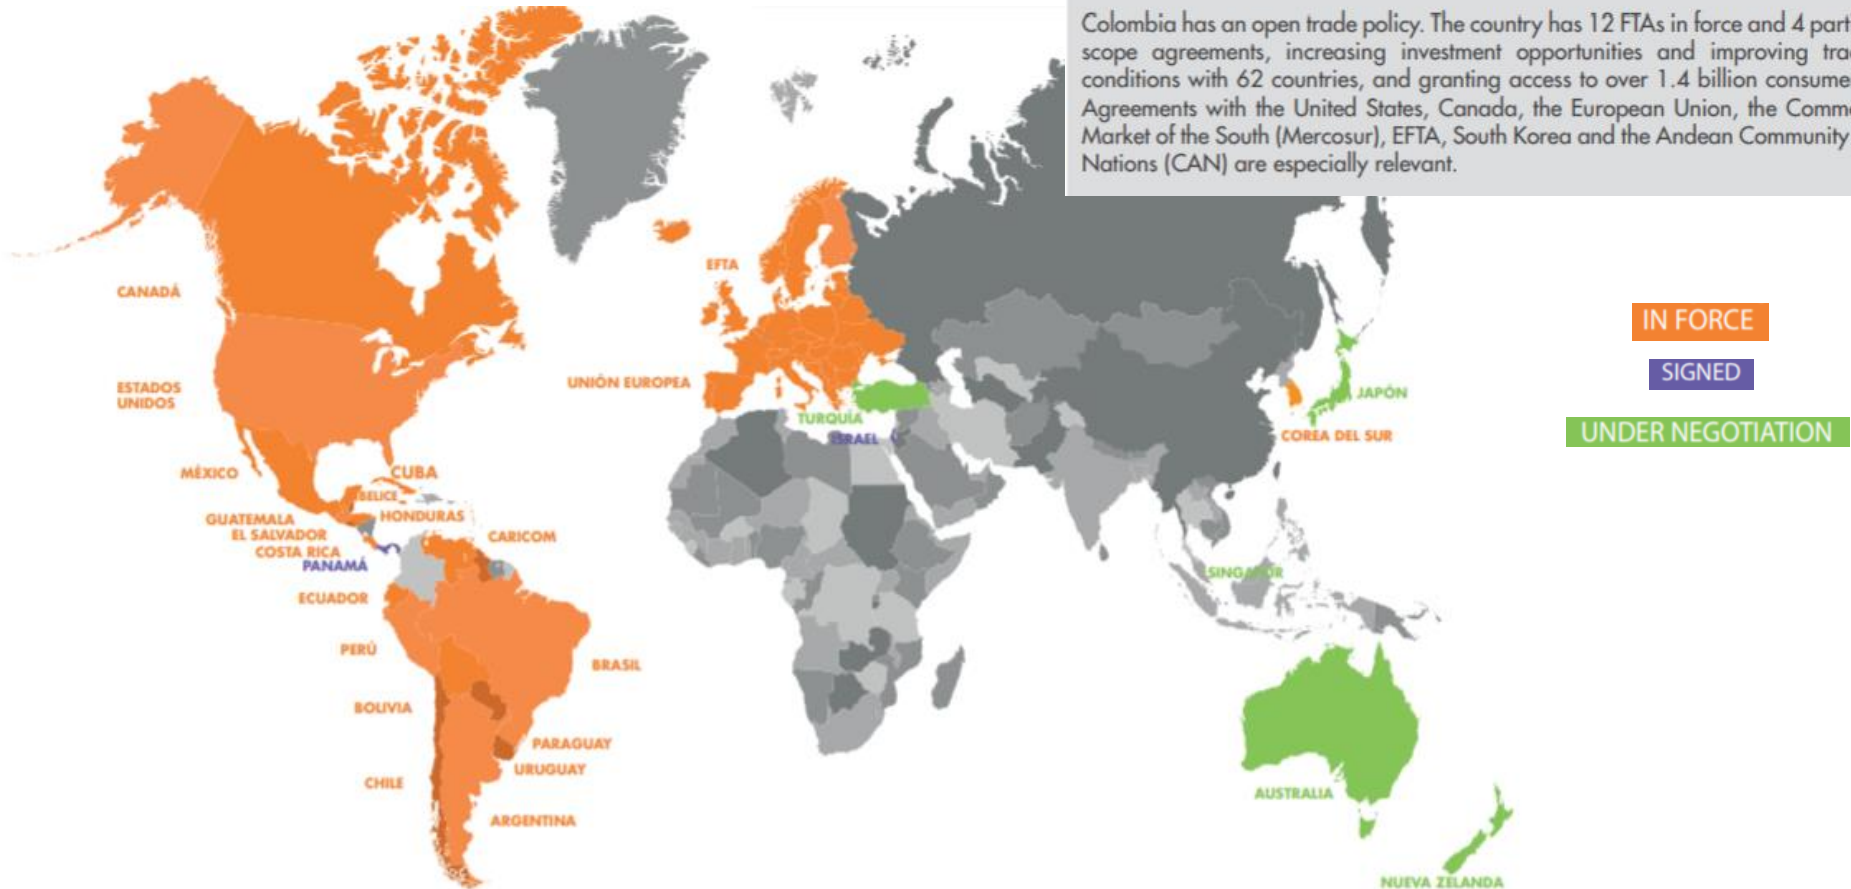 Colombia has an open trade policy. The country has 12 FTAs in force and 4
scope agreements, increasing investment opportunities and improving
conditions with 62 countries, and granting access to over 1.4 billion
Agreements with the United States, Canada, the European Union, the
Market of the South (Mercosur), EFTA, South Korea and the Andean Community
Nations (CAN) are especially relevant.
EFTA
CANADÁ
IN FORCE
SIGNED
ESTADOS
UNIDOS
UNIÓN EUROPEA
JAPÓN
TURQUÍA
ISRAEL
COREA DEL SUR
UNDER NEGOTIATION
MÉXICO
CUBA
BELICE
GUATEMALA
HONDURAS
EL SALVADOR
CARICOM
COSTA RICA
PANAMÁ
SINGAPUR
ECUADOR
PERÚ
BRASIL
BOLIVIA
PARAGUAY
URUGUAY
CHILE
AUSTRALIA
ARGENTINA
NUEVA ZELANDA